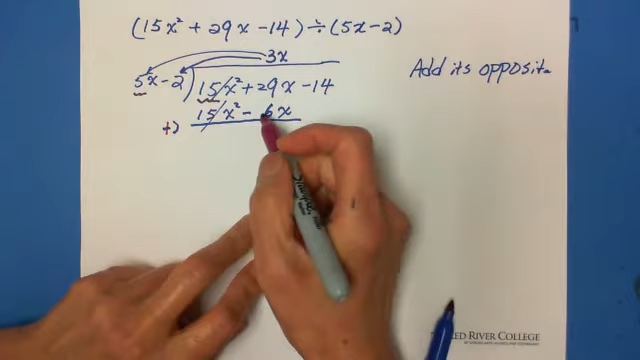 (15x² + 29x - 14) ÷ (5x - 2)
3x
5x - 2 ) 15x² + 29x - 14
Add its opposite
+) 15x² - 6x
RED RIVER COLLEGE